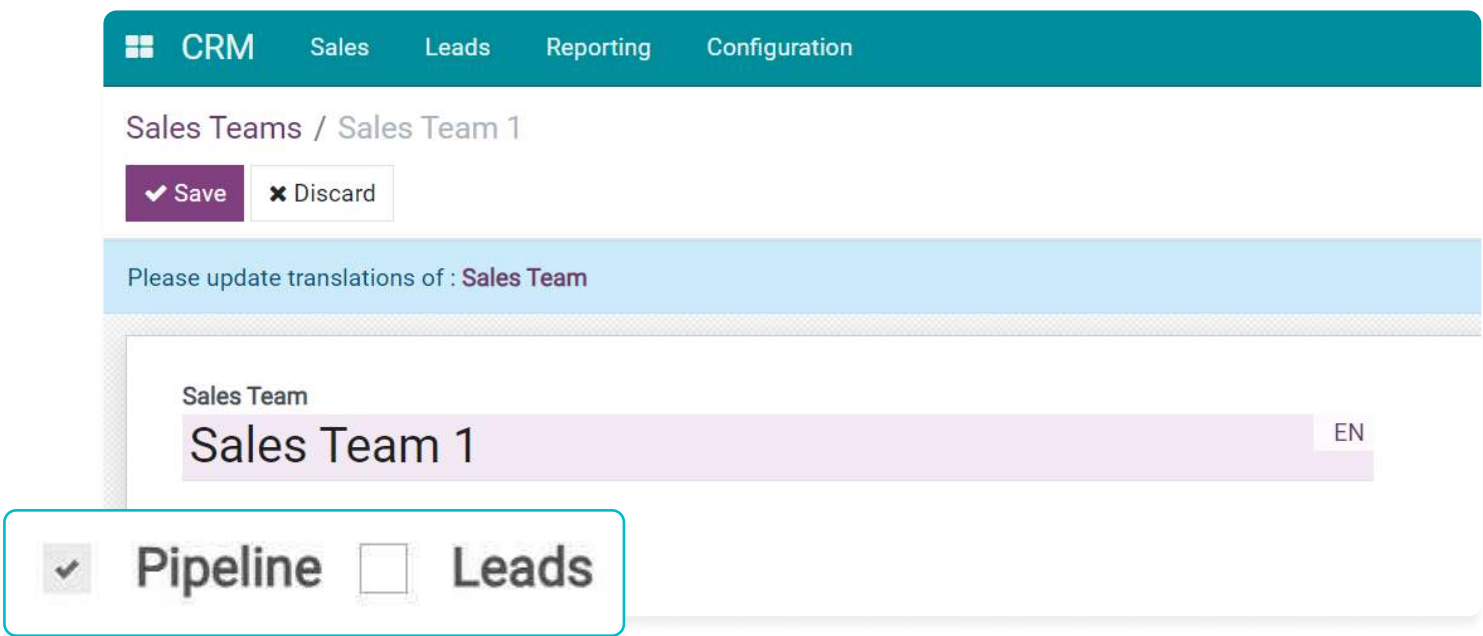 CRM Sales Leads Reporting Configuration
Sales Teams / Sales Team 1
Save Discard
Please update translations of : Sales Team
Sales Team
Sales Team 1 EN
Pipeline Leads